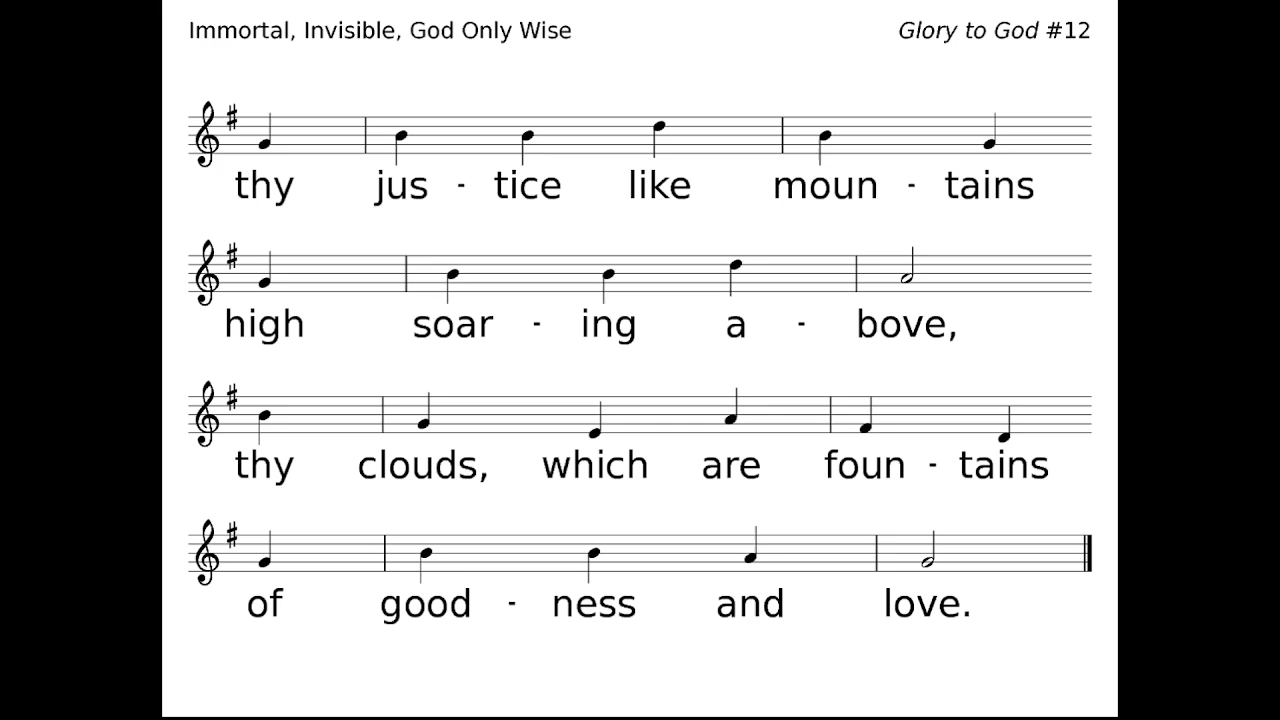 Immortal, Invisible, God Only Wise
Glory to God #12
thy jus - tice like moun - tains
high soar - ing a - bove,
thy clouds, which are foun - tains
of good - ness and love.